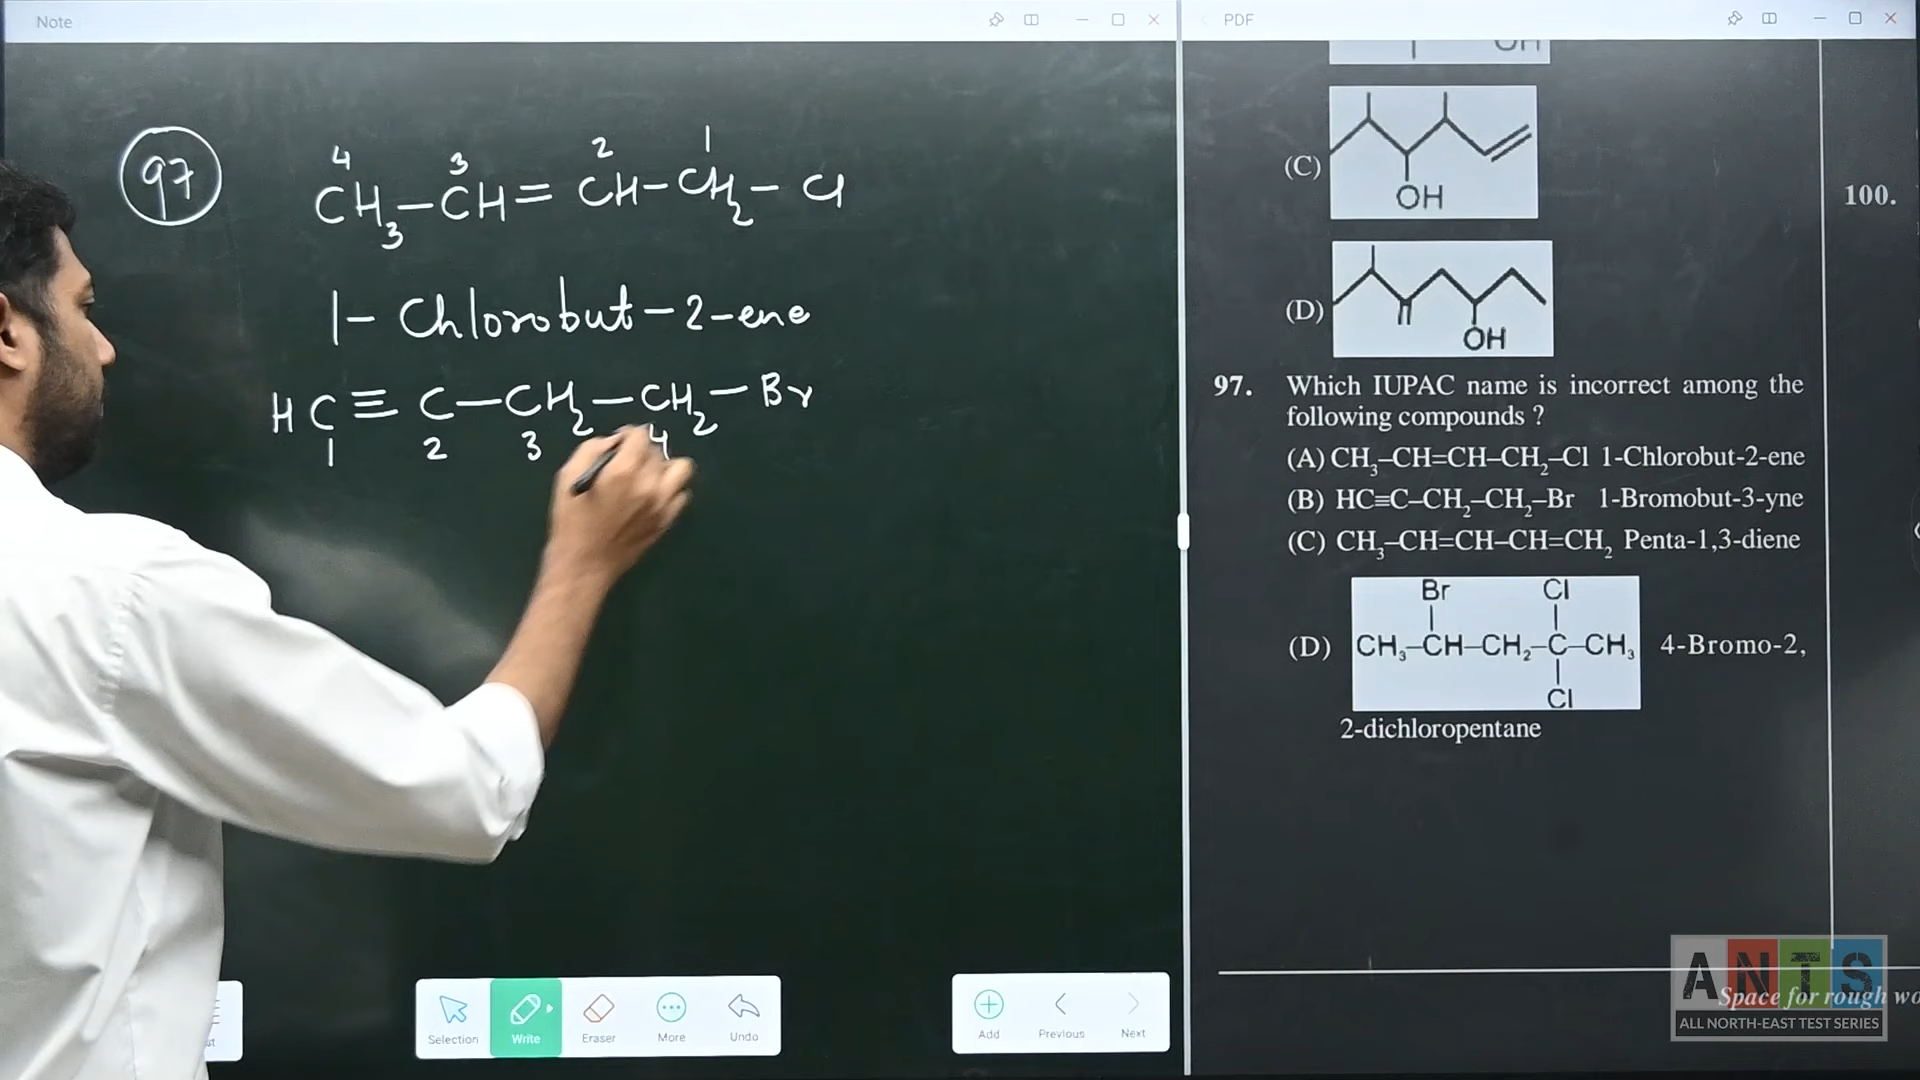 Note
97
4 3 2 1
CH₃–CH=CH–CH₂–Cl
1-Chlorobut-2-ene
HC≡C–CH₂–CH₂–Br
1 2 3 4
Selection
Write
Eraser
More
Undo
Add
Previous
Next
PDF
OH
(C)
OH
(D)
OH
100.
97. Which IUPAC name is incorrect among the
following compounds ?
(A) CH₃–CH=CH–CH₂–Cl 1-Chlorobut-2-ene
(B) HC≡C–CH₂–CH₂–Br 1-Bromobut-3-yne
(C) CH₃–CH=CH–CH=CH₂ Penta-1,3-diene
Br Cl
(D) CH₃–CH–CH₂–C–CH₃ 4-Bromo-2,
Cl
2-dichloropentane
ANTS
Space for rough wo
ALL NORTH-EAST TEST SERIES